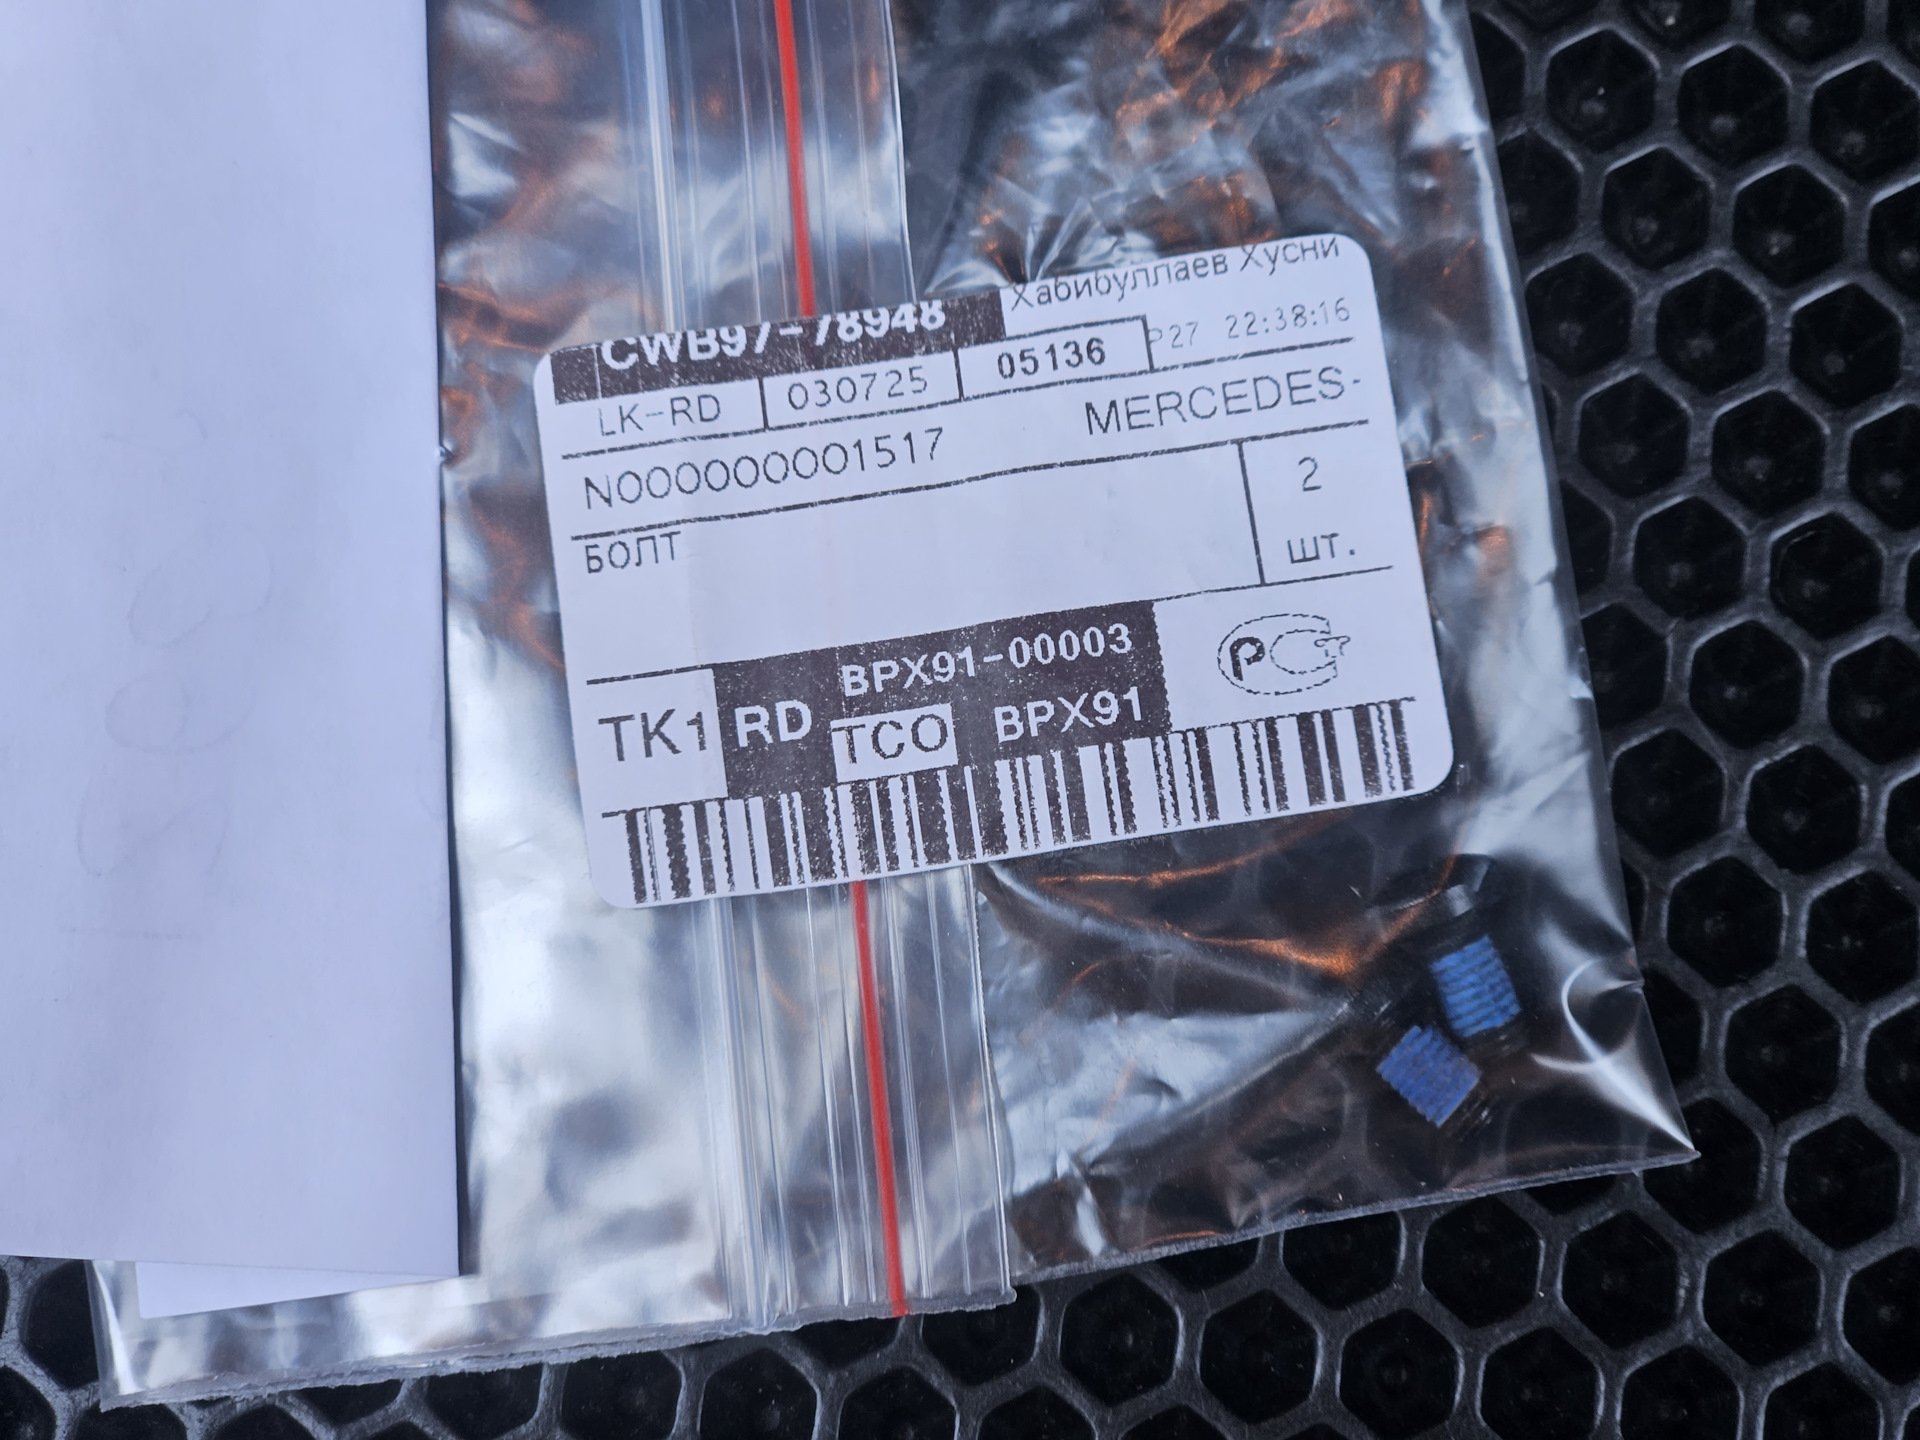 Хабибуллаев Хусни
CWB97-78948
LK-RD 030725 05136 P27 22:38:16
N000000001517 MERCEDES-
БОЛТ 2
шт.
BPX91-00003
TK1 RD TCO BPX91